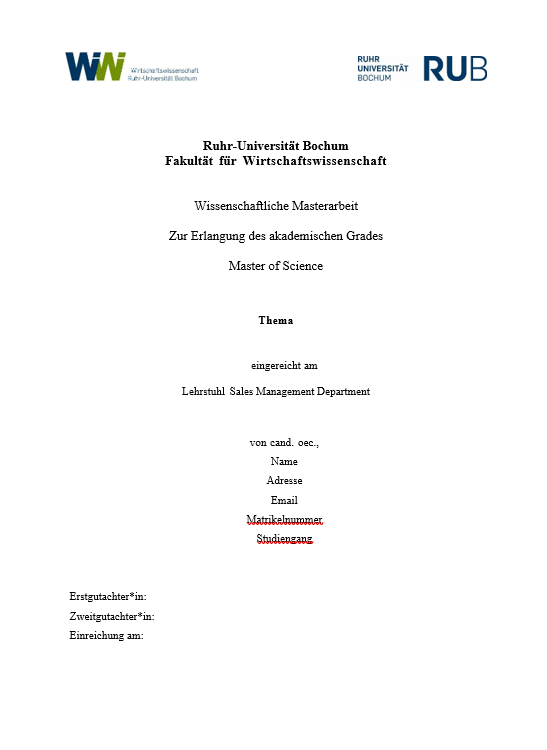 WiWi Wirtschaftswissenschaft
Ruhr-Universität Bochum
RUHR
UNIVERSITÄT
BOCHUM
RUB
Ruhr-Universität Bochum
Fakultät für Wirtschaftswissenschaft
Wissenschaftliche Masterarbeit
Zur Erlangung des akademischen Grades
Master of Science
Thema
eingereicht am
Lehrstuhl Sales Management Department
von cand. oec.,
Name
Adresse
Email
Matrikelnummer
Studiengang
Erstgutachter*in:
Zweitgutachter*in:
Einreichung am: